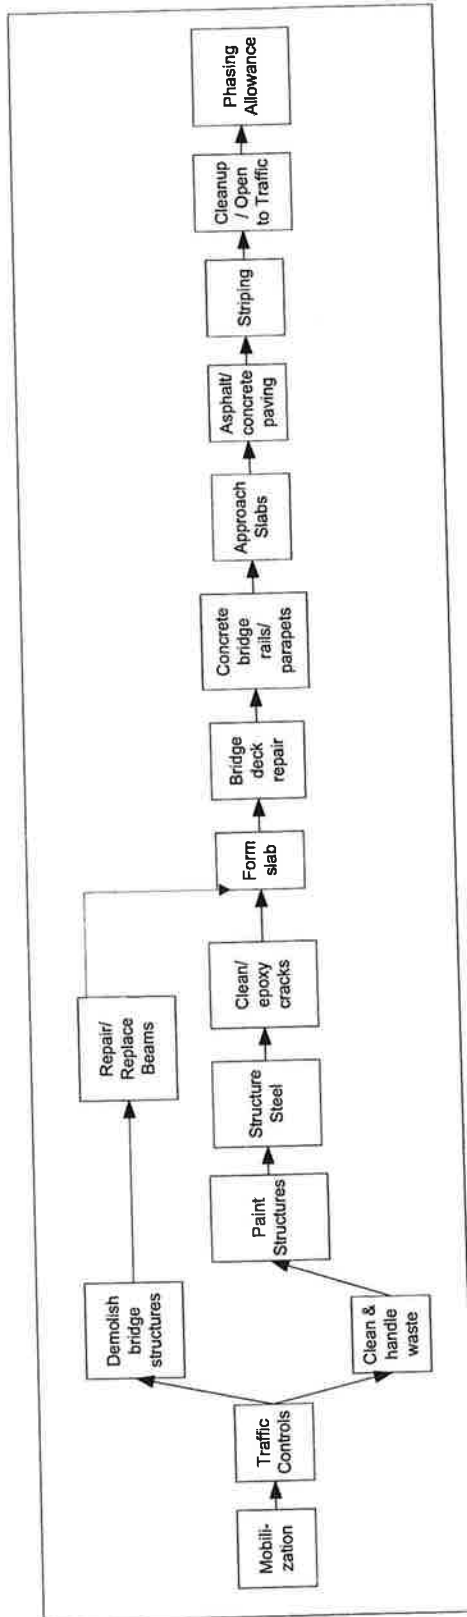 Mobili-
zation
Traffic
Controls
Demolish
bridge
structures
Repair/
Replace
Beams
Clean &
handle
waste
Paint
Structures
Structure
Steel
Clean/
epoxy
cracks
Form
slab
Bridge
deck
repair
Concrete
bridge
rails/
parapets
Approach
Slabs
Asphalt/
concrete
paving
Striping
Cleanup
/ Open
to Traffic
Phasing
Allowance